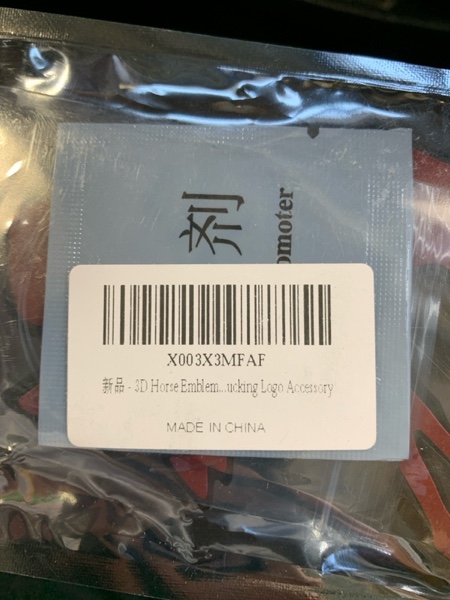 剂
omoter
X003X3MFAF
新品 - 3D Horse Emblem...ucking Logo Accessory
MADE IN CHINA